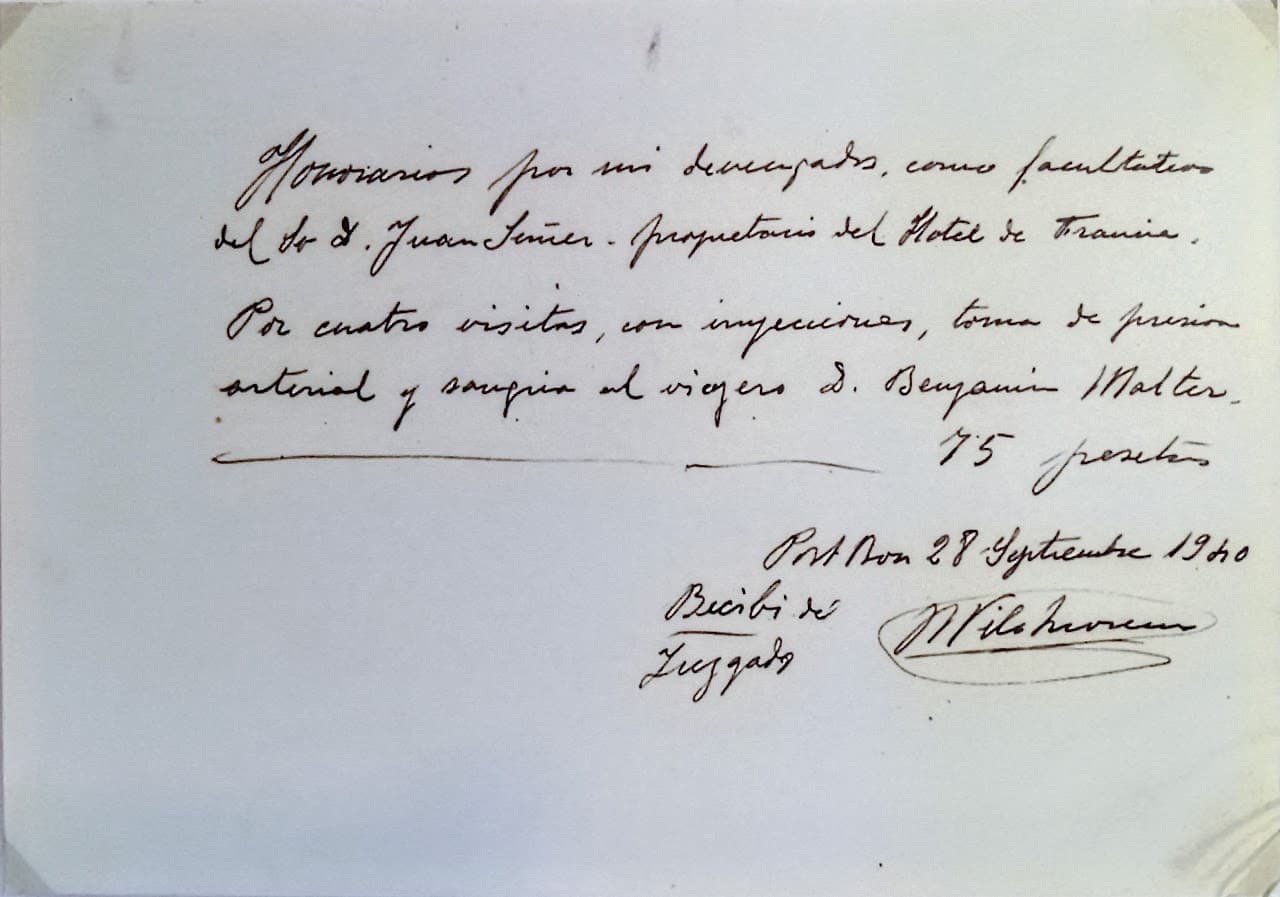 Honorarios por mi devengados, como facultativo
del Sr D. Juan Suñer - propietario del Hotel de Francia.
Por cuatro visitas, con inyecciones, toma de presion
arterial y sangria al viajero D. Benjamin Walter.
75 pesetas
Port Bou 28 Septiembre 1940
Recibi de
Juzgado